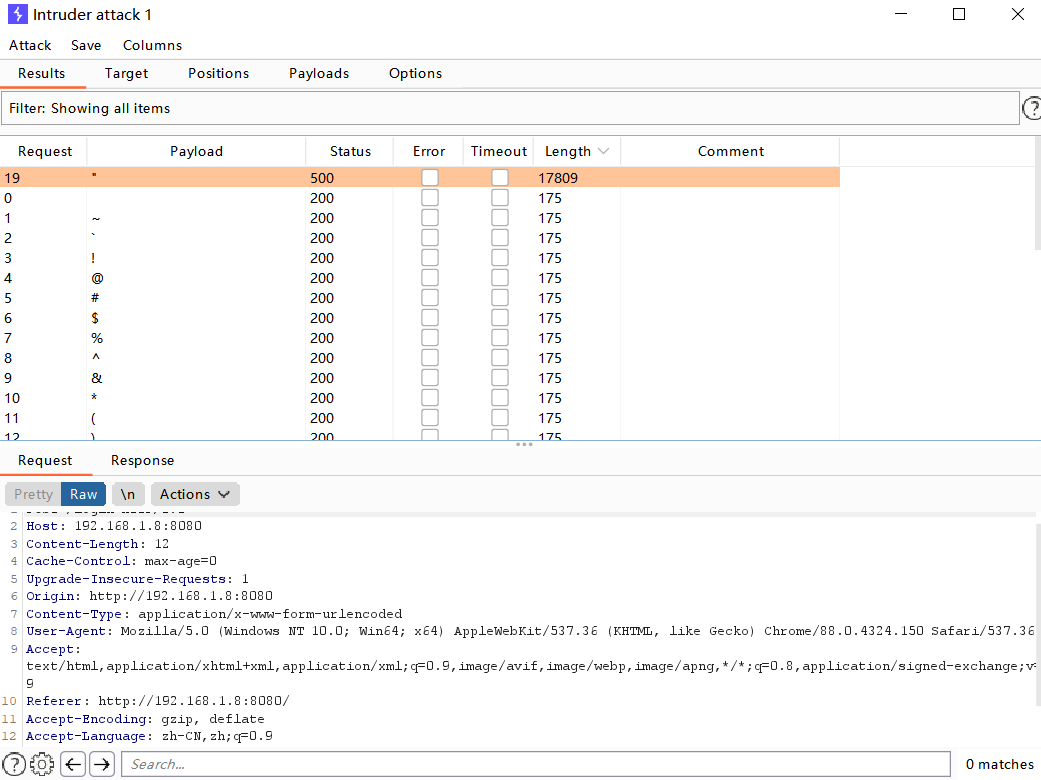 Intruder attack 1
Attack Save Columns
Results Target Positions Payloads Options
Filter: Showing all items ?
Request Payload Status Error Timeout Length Comment
19 " 500 17809
0 200 175
1 ~ 200 175
2 ` 200 175
3 ! 200 175
4 @ 200 175
5 # 200 175
6 $ 200 175
7 % 200 175
8 ^ 200 175
9 & 200 175
10 * 200 175
11 ( 200 175
12 ) 200 175
Request Response
Pretty Raw \n Actions
2 Host: 192.168.1.8:8080
3 Content-Length: 12
4 Cache-Control: max-age=0
5 Upgrade-Insecure-Requests: 1
6 Origin: http://192.168.1.8:8080
7 Content-Type: application/x-www-form-urlencoded
8 User-Agent: Mozilla/5.0 (Windows NT 10.0; Win64; x64) AppleWebKit/537.36 (KHTML, like Gecko) Chrome/88.0.4324.150 Safari/537.36
9 Accept:
text/html,application/xhtml+xml,application/xml;q=0.9,image/avif,image/webp,image/apng,*/*;q=0.8,application/signed-exchange;v=
9
10 Referer: http://192.168.1.8:8080/
11 Accept-Encoding: gzip, deflate
12 Accept-Language: zh-CN,zh;q=0.9
? Search... 0 matches